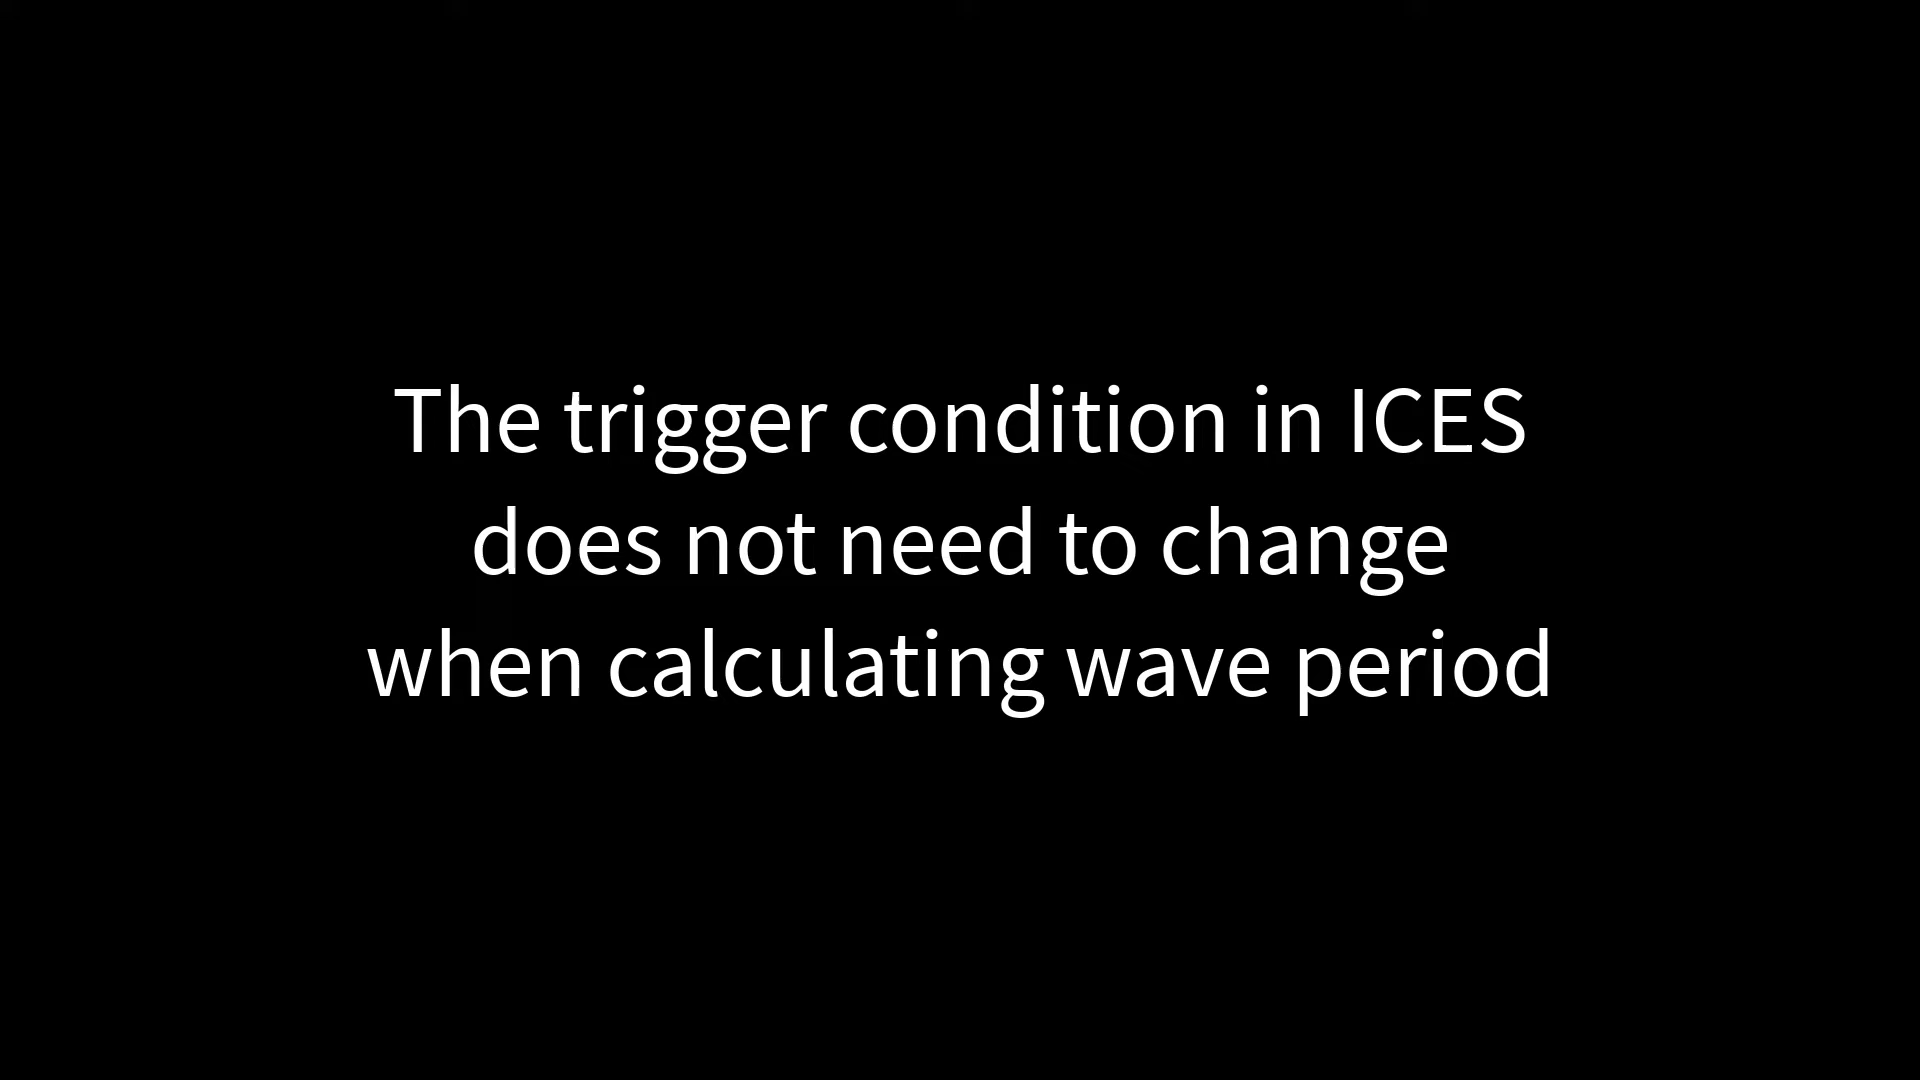 The trigger condition in ICES
does not need to change
when calculating wave period